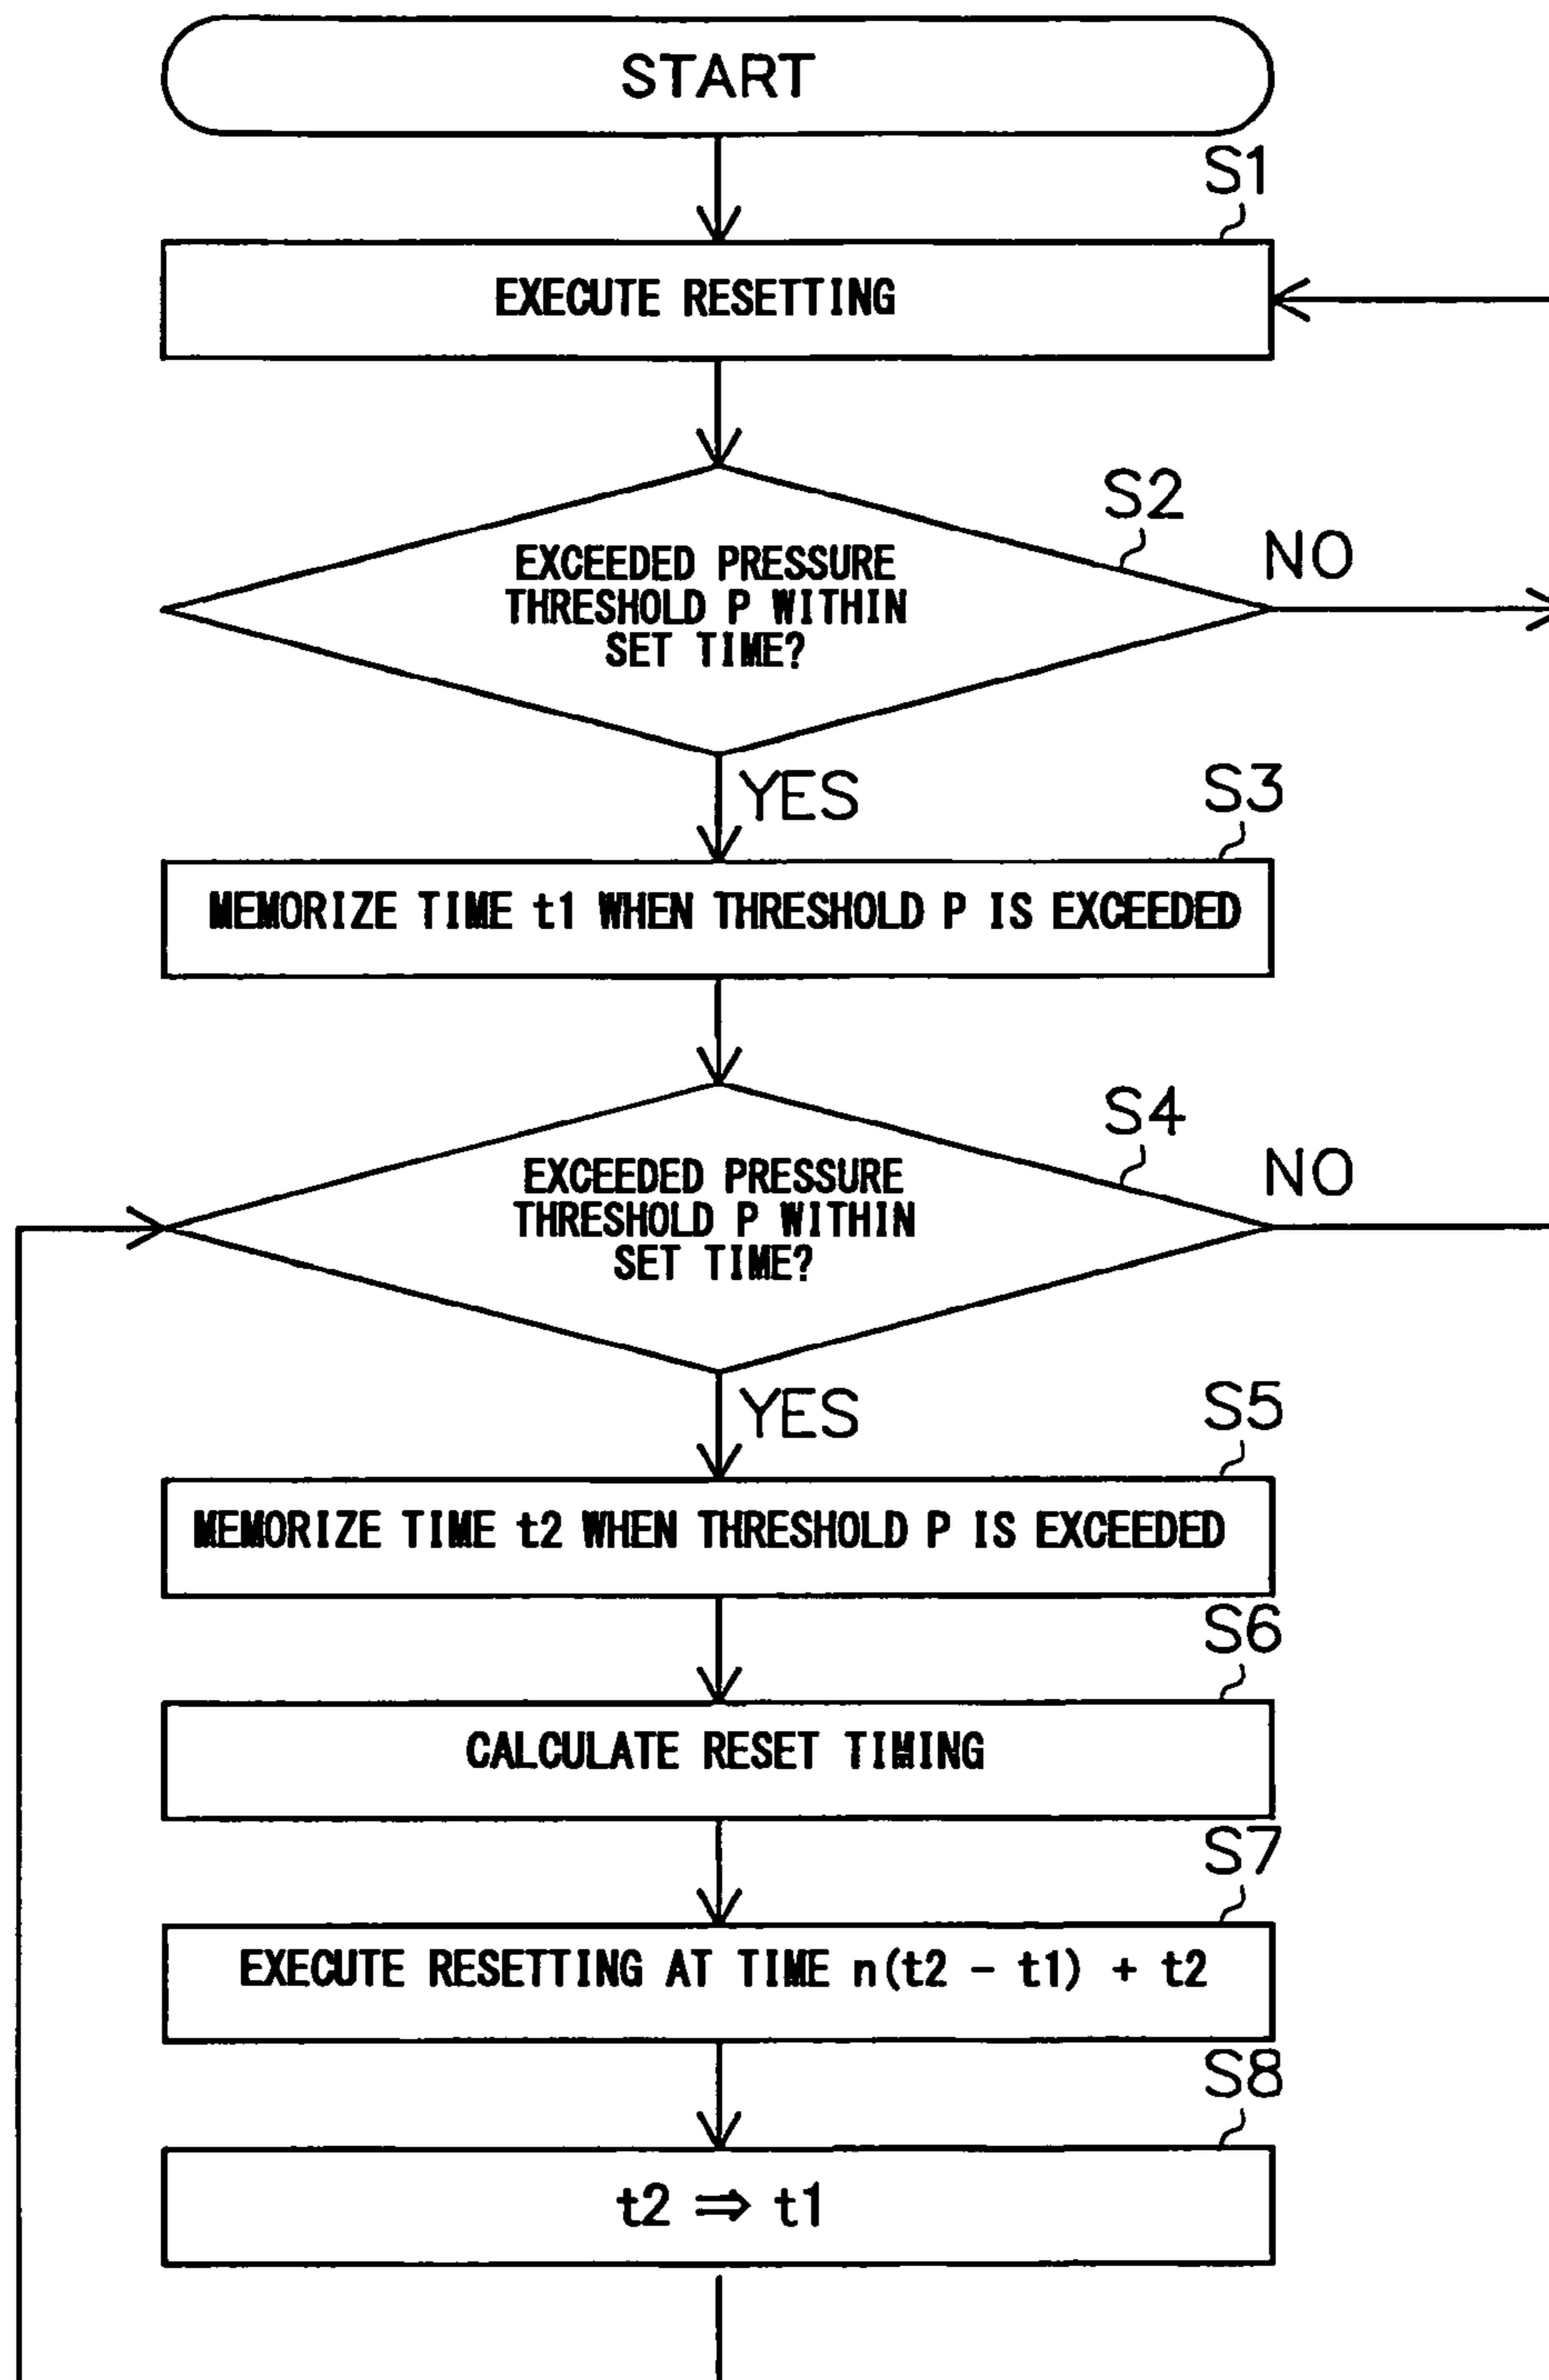 START
S1
EXECUTE RESETTING
S2
EXCEEDED PRESSURE
THRESHOLD P WITHIN
SET TIME?
NO
YES
S3
MEMORIZE TIME t1 WHEN THRESHOLD P IS EXCEEDED
S4
EXCEEDED PRESSURE
THRESHOLD P WITHIN
SET TIME?
NO
YES
S5
MEMORIZE TIME t2 WHEN THRESHOLD P IS EXCEEDED
S6
CALCULATE RESET TIMING
S7
EXECUTE RESETTING AT TIME n(t2 - t1) + t2
S8
t2 ⇒ t1